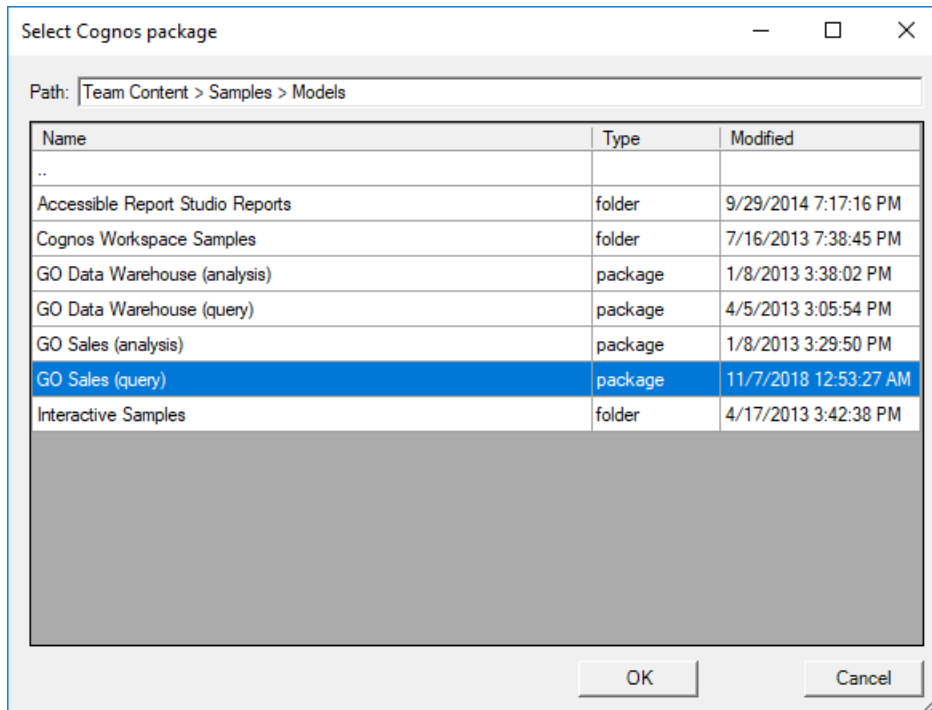 Select Cognos package
Path: Team Content > Samples > Models
Name Type Modified
..
Accessible Report Studio Reports folder 9/29/2014 7:17:16 PM
Cognos Workspace Samples folder 7/16/2013 7:38:45 PM
GO Data Warehouse (analysis) package 1/8/2013 3:38:02 PM
GO Data Warehouse (query) package 4/5/2013 3:05:54 PM
GO Sales (analysis) package 1/8/2013 3:29:50 PM
GO Sales (query) package 11/7/2018 12:53:27 AM
Interactive Samples folder 4/17/2013 3:42:38 PM
OK Cancel